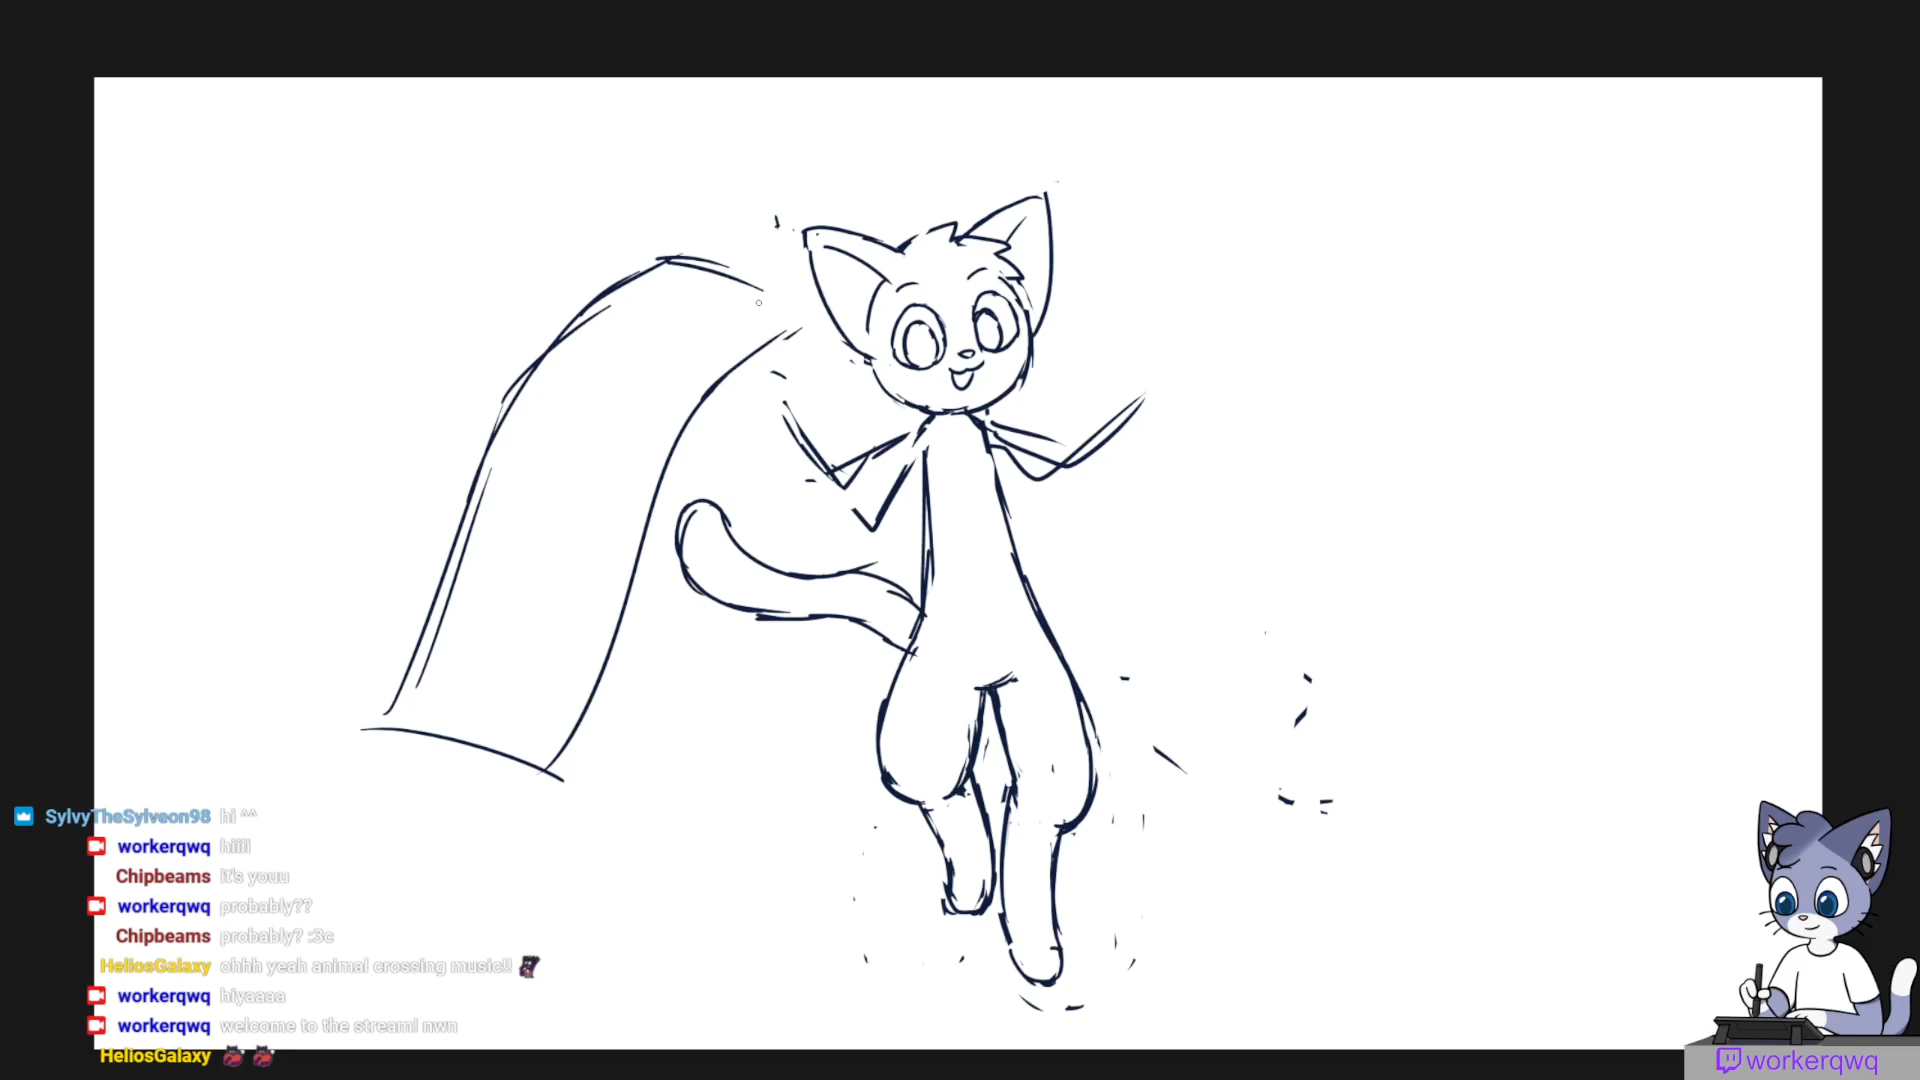 SylvyTheSylveon98 hi ^^
workerqwq hiiii
Chipbeams it's youu
workerqwq probably??
Chipbeams probably? :3c
HeliosGalaxy ohhh yeah animal crossing music!!
workerqwq hiyaaaa
workerqwq welcome to the stream! nwn
HeliosGalaxy
workerqwq